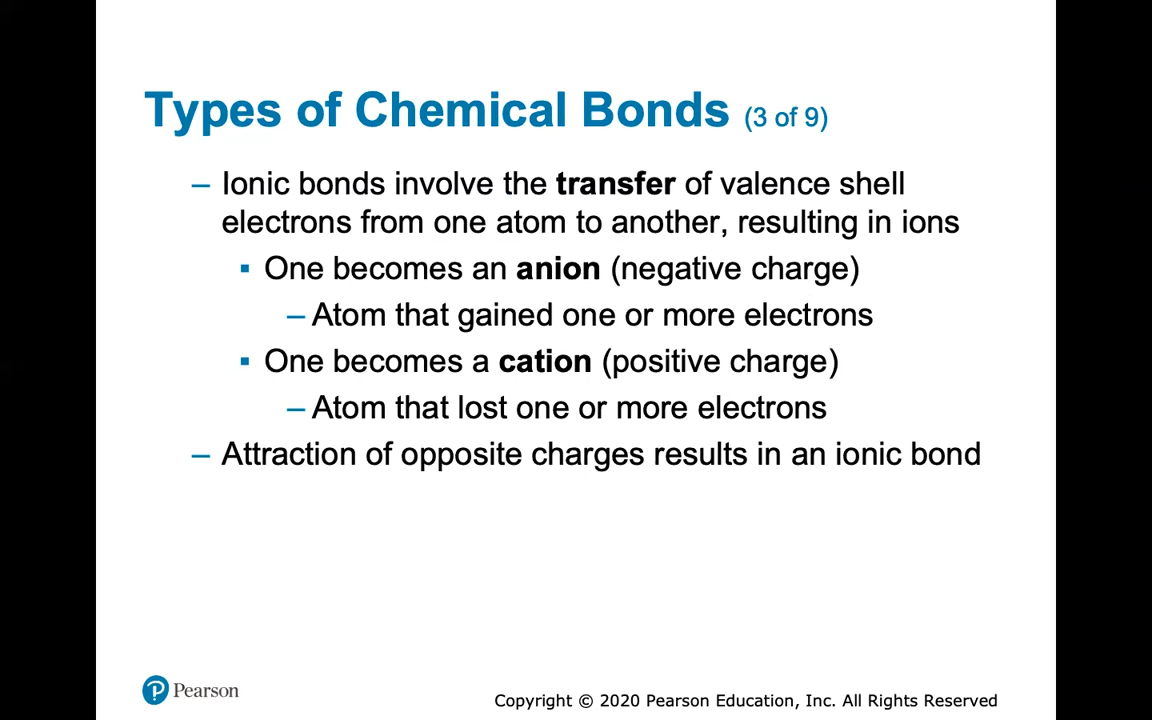 Types of Chemical Bonds (3 of 9)
– Ionic bonds involve the transfer of valence shell
electrons from one atom to another, resulting in ions
▪ One becomes an anion (negative charge)
– Atom that gained one or more electrons
▪ One becomes a cation (positive charge)
– Atom that lost one or more electrons
– Attraction of opposite charges results in an ionic bond
P Pearson
Copyright © 2020 Pearson Education, Inc. All Rights Reserved